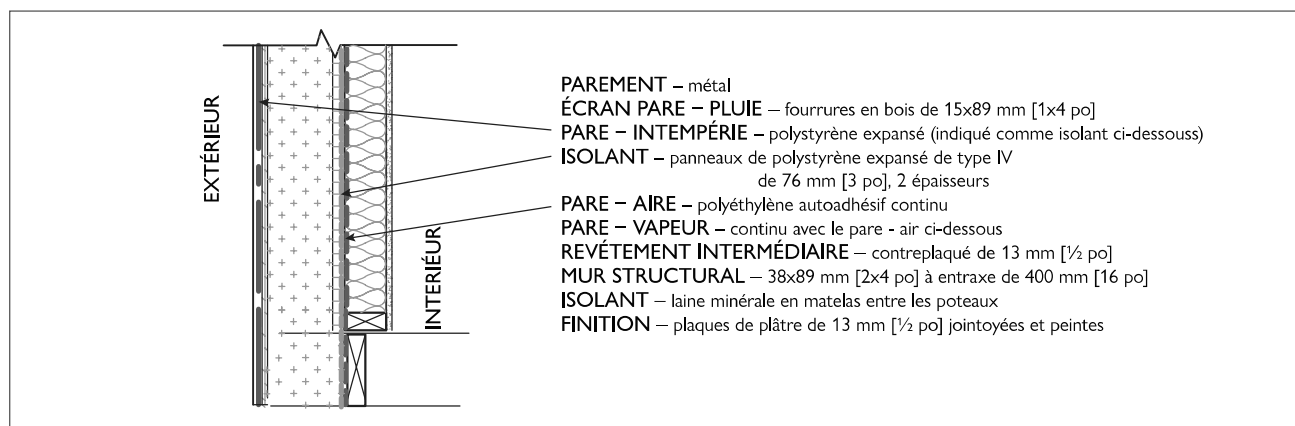 EXTÉRIEUR
PAREMENT – métal
ÉCRAN PARE – PLUIE – fourrures en bois de 15x89 mm [1x4 po]
PARE – INTEMPÉRIE – polystyrène expansé (indiqué comme isolant ci-dessouss)
ISOLANT – panneaux de polystyrène expansé de type IV
de 76 mm [3 po], 2 épaisseurs
PARE – AIRE – polyéthylène autoadhésif continu
PARE – VAPEUR – continu avec le pare - air ci-dessous
REVÉTEMENT INTERMÉDIAIRE – contreplaqué de 13 mm [½ po]
MUR STRUCTURAL – 38x89 mm [2x4 po] à entraxe de 400 mm [16 po]
ISOLANT – laine minérale en matelas entre les poteaux
FINITION – plaques de plâtre de 13 mm [½ po] jointoyées et peintes
INTERIÉUR